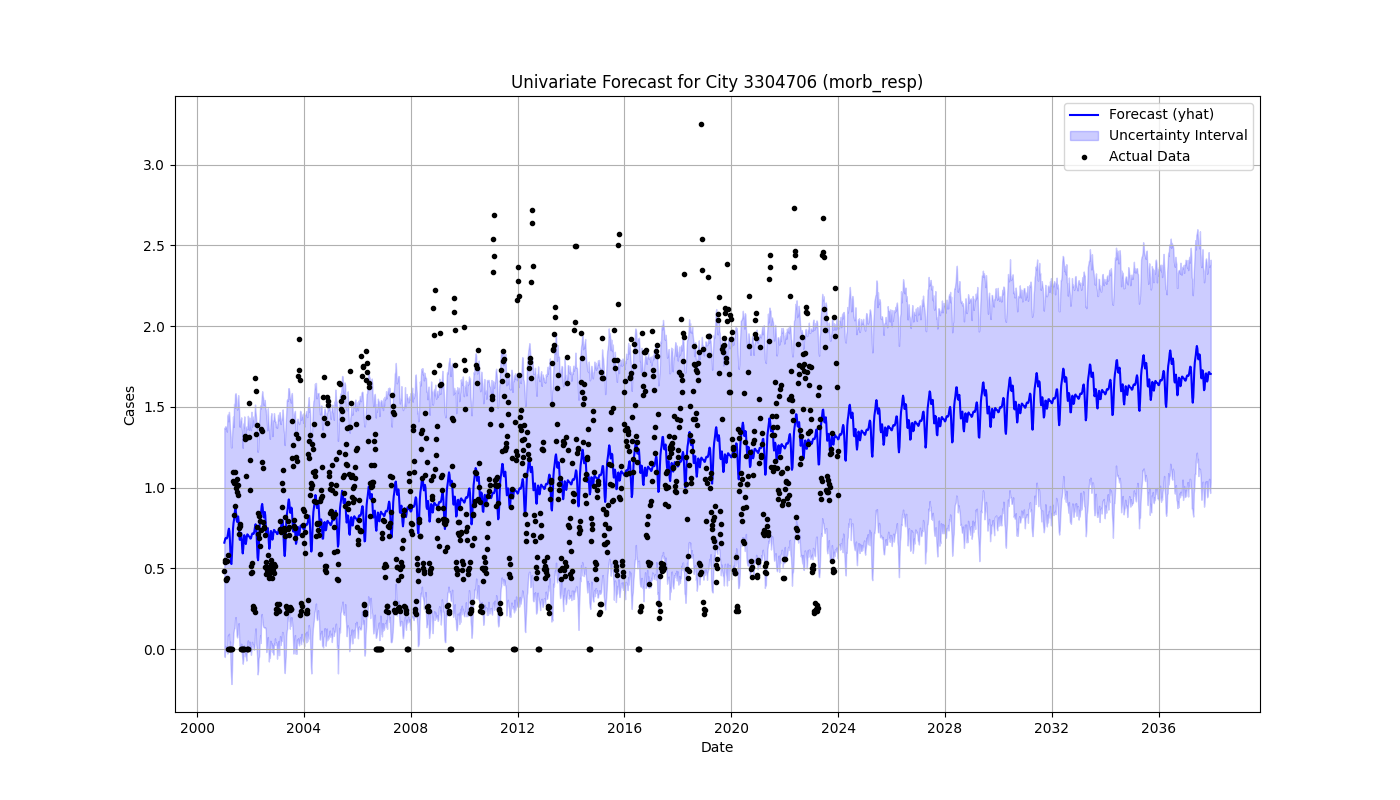 Univariate Forecast for City 3304706 (morb_resp)
Forecast (yhat)
Uncertainty Interval
Actual Data
Cases
3.0
2.5
2.0
1.5
1.0
0.5
0.0
2000 2004 2008 2012 2016 2020 2024 2028 2032 2036
Date